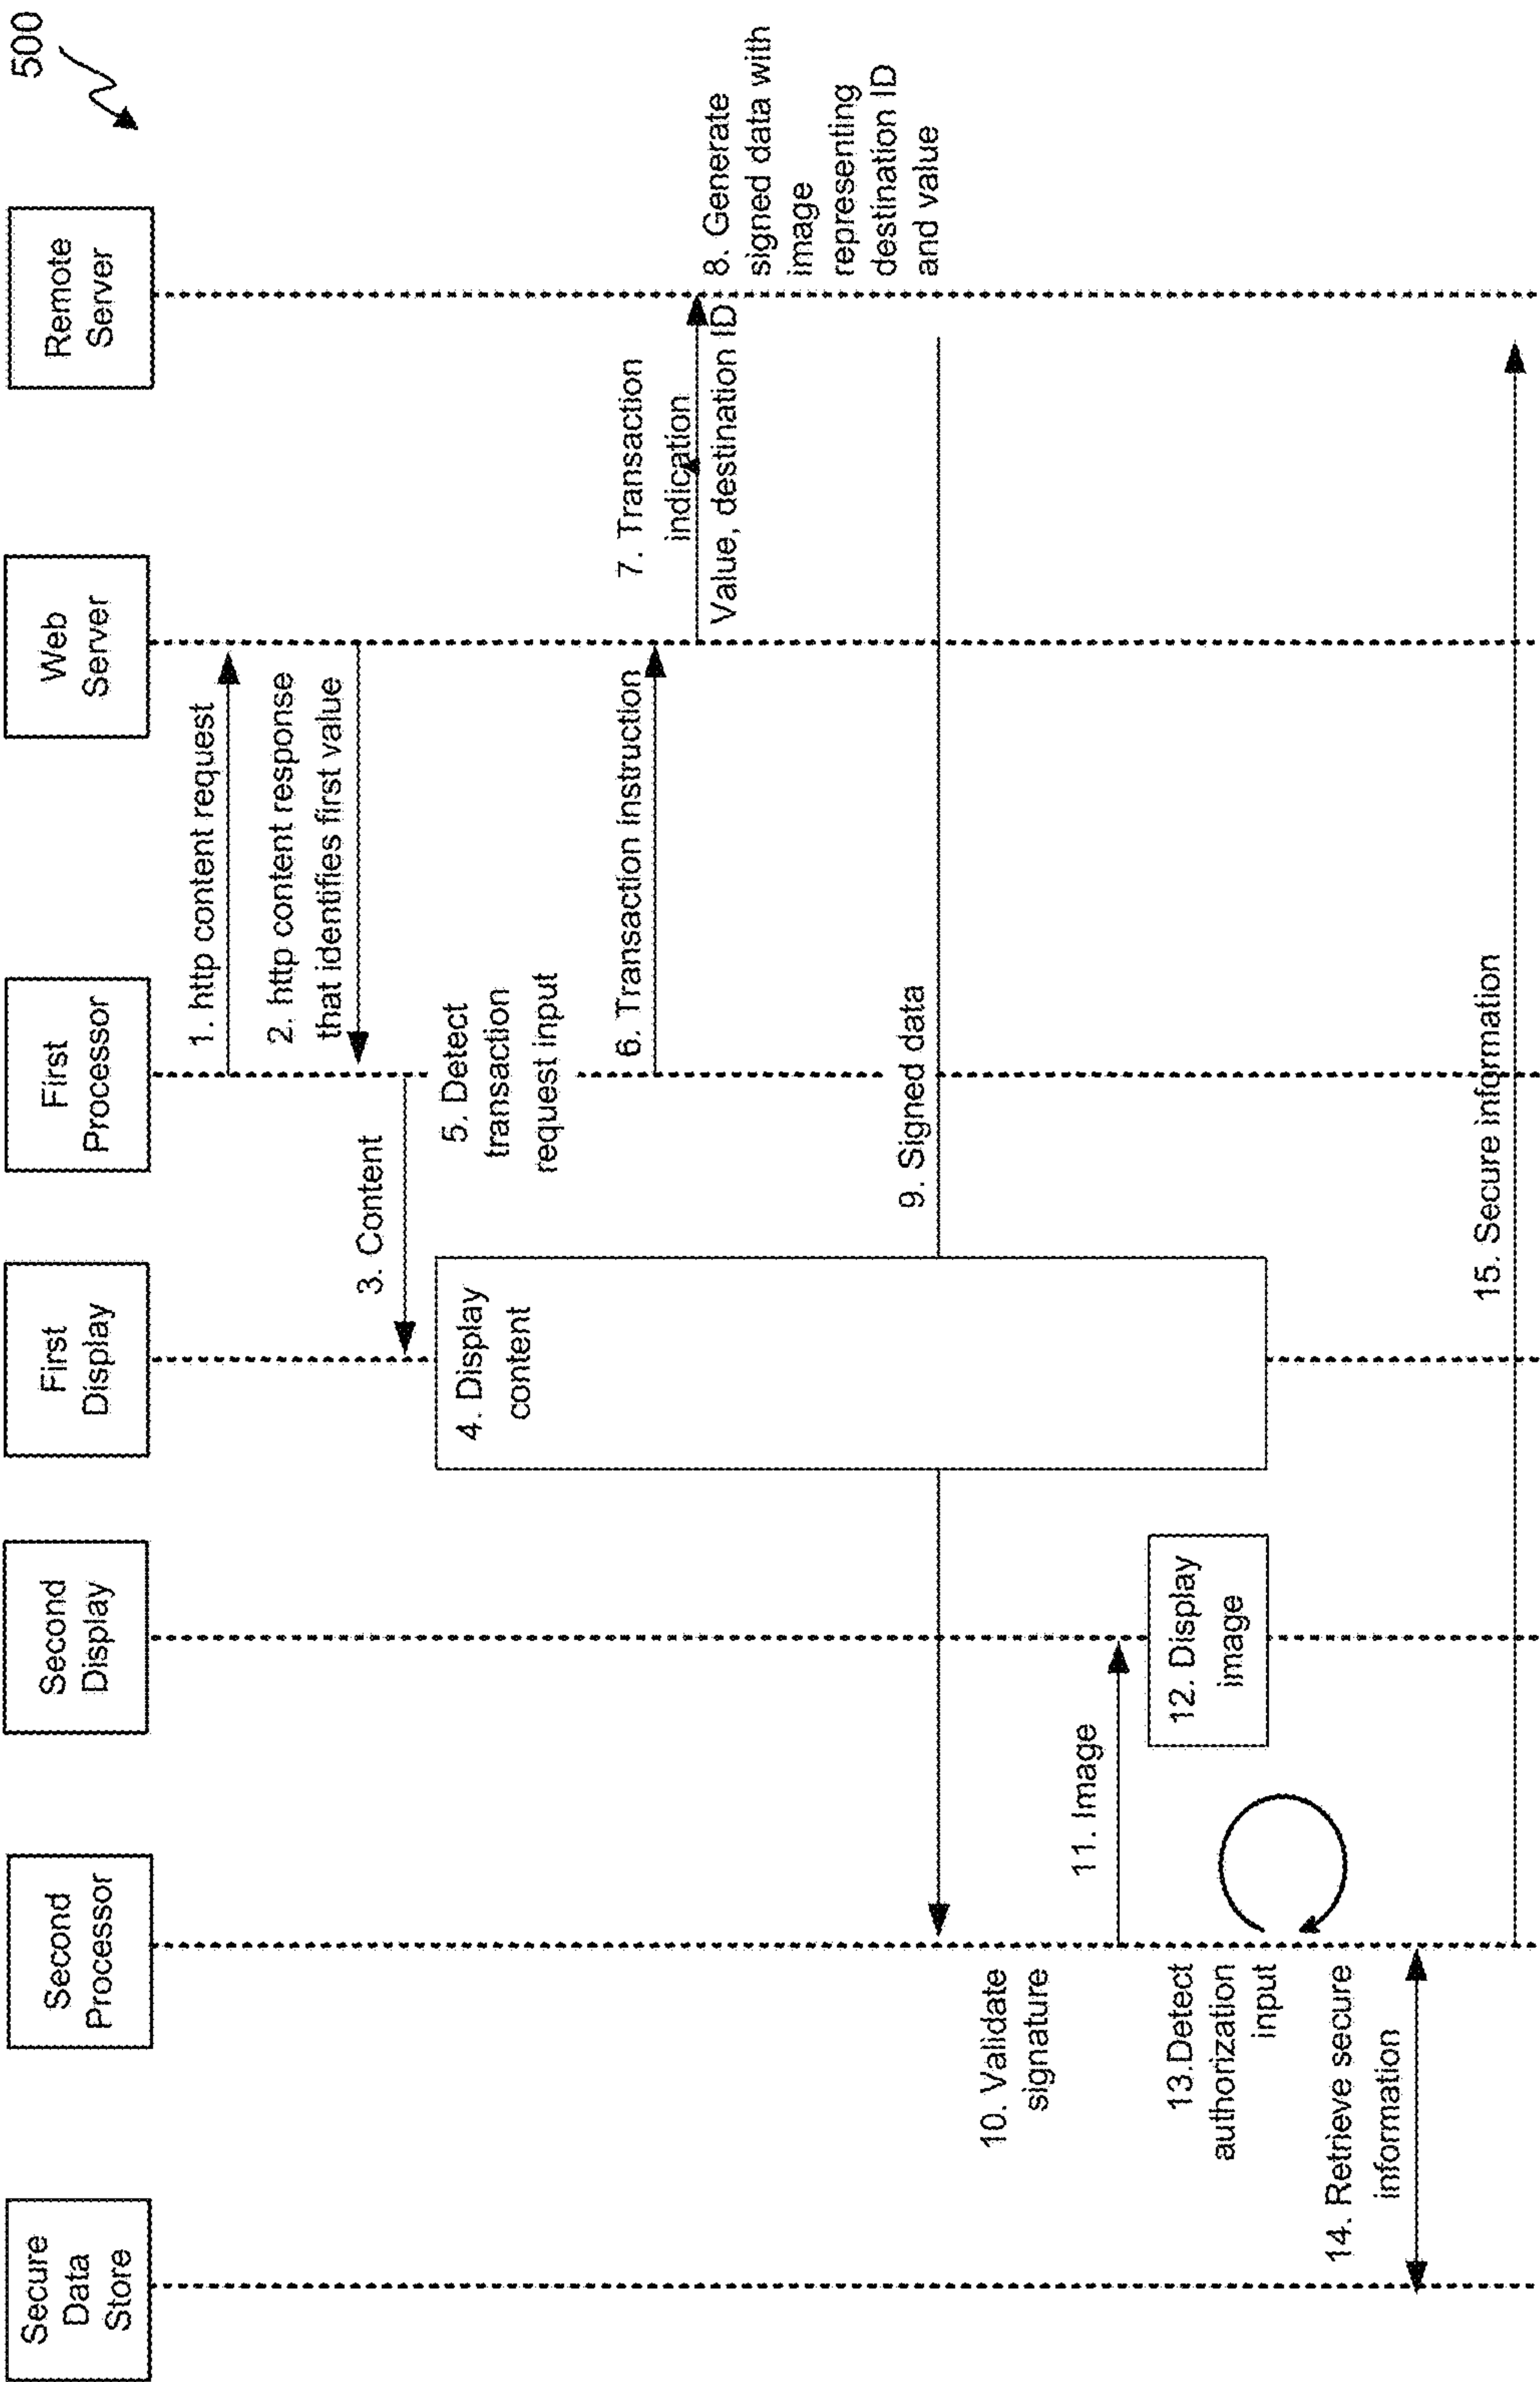 500
Secure
Data
Store
Second
Processor
Second
Display
First
Display
First
Processor
Web
Server
Remote
Server
1. http content request
2. http content response
that identifies first value
3. Content
4. Display
content
5. Detect
transaction
request input
6. Transaction instruction
7. Transaction
indication
Value, destination ID
8. Generate
signed data with
image
representing
destination ID
and value
9. Signed data
10. Validate
signature
11. Image
12. Display
image
13.Detect
authorization
input
14. Retrieve secure
information
15. Secure information